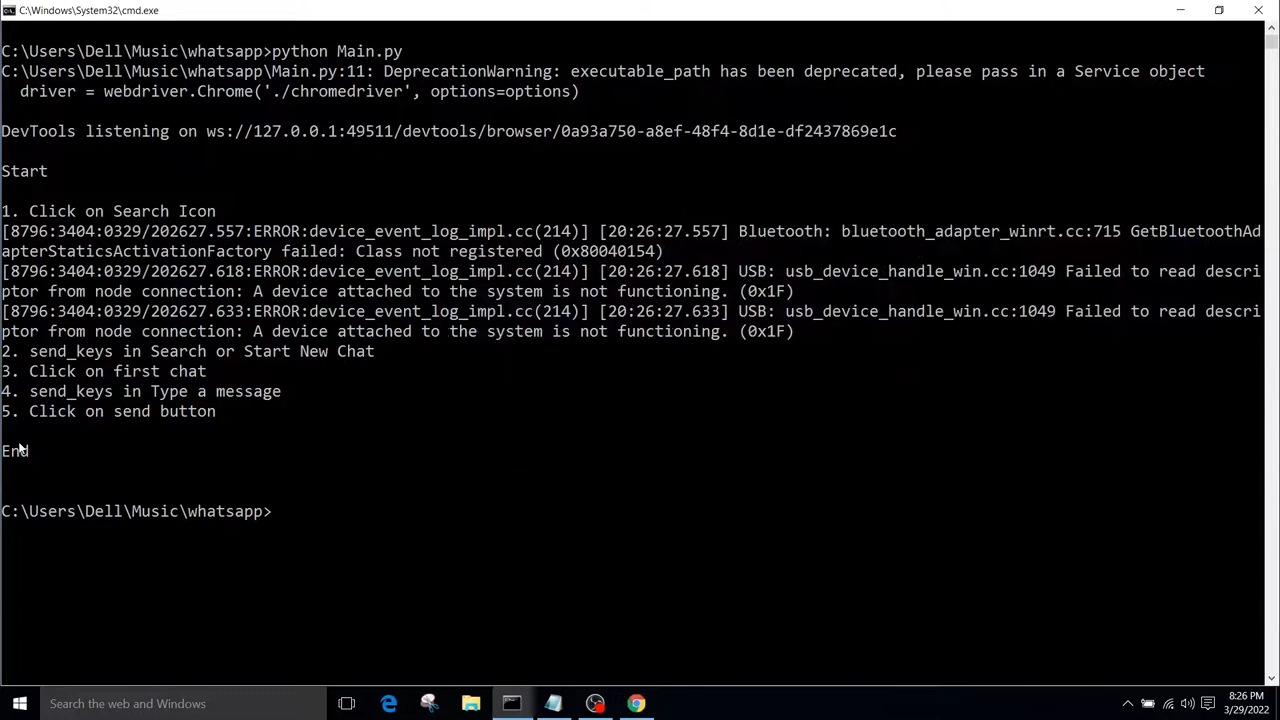 C:\Windows\System32\cmd.exe
C:\Users\Dell\Music\whatsapp>python Main.py
C:\Users\Dell\Music\whatsapp\Main.py:11: DeprecationWarning: executable_path has been deprecated, please pass in a Service object
  driver = webdriver.Chrome('./chromedriver', options=options)
DevTools listening on ws://127.0.0.1:49511/devtools/browser/0a93a750-a8ef-48f4-8d1e-df2437869e1c
Start
1. Click on Search Icon
[8796:3404:0329/202627.557:ERROR:device_event_log_impl.cc(214)] [20:26:27.557] Bluetooth: bluetooth_adapter_winrt.cc:715 GetBluetoothAd
apterStaticsActivationFactory failed: Class not registered (0x80040154)
[8796:3404:0329/202627.618:ERROR:device_event_log_impl.cc(214)] [20:26:27.618] USB: usb_device_handle_win.cc:1049 Failed to read descri
ptor from node connection: A device attached to the system is not functioning. (0x1F)
[8796:3404:0329/202627.633:ERROR:device_event_log_impl.cc(214)] [20:26:27.633] USB: usb_device_handle_win.cc:1049 Failed to read descri
ptor from node connection: A device attached to the system is not functioning. (0x1F)
2. send_keys in Search or Start New Chat
3. Click on first chat
4. send_keys in Type a message
5. Click on send button
End
C:\Users\Dell\Music\whatsapp>
Search the web and Windows
8:26 PM
3/29/2022